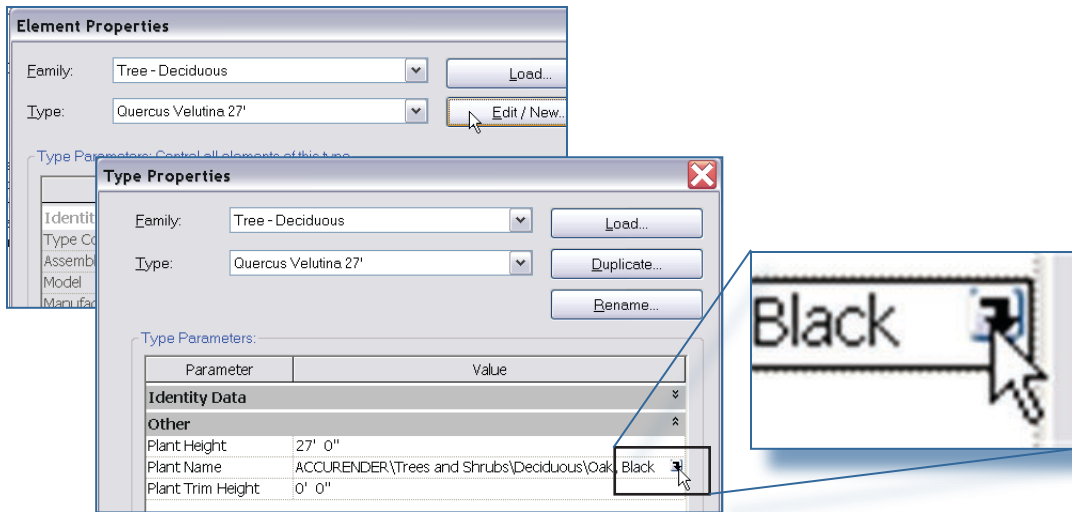 Element Properties
Family: Tree - Deciduous Load...
Type: Quercus Velutina 27' Edit / New..
Type Parameters: Control all elements of this type
Identit
Type Co
Assembl
Model
Manufac
Type Properties
Family: Tree - Deciduous Load...
Type: Quercus Velutina 27' Duplicate...
Rename...
Type Parameters:
Parameter Value
Identity Data
Other
Plant Height 27' 0"
Plant Name ACCURENDER\Trees and Shrubs\Deciduous\Oak, Black
Plant Trim Height 0' 0"
Black